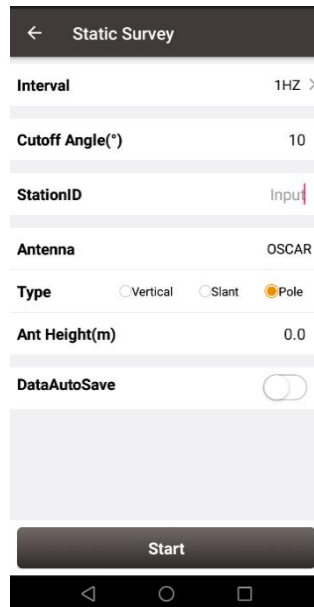 Static Survey
Interval 1HZ
Cutoff Angle(°) 10
StationID Input
Antenna OSCAR
Type Vertical Slant Pole
Ant Height(m) 0.0
DataAutoSave
Start